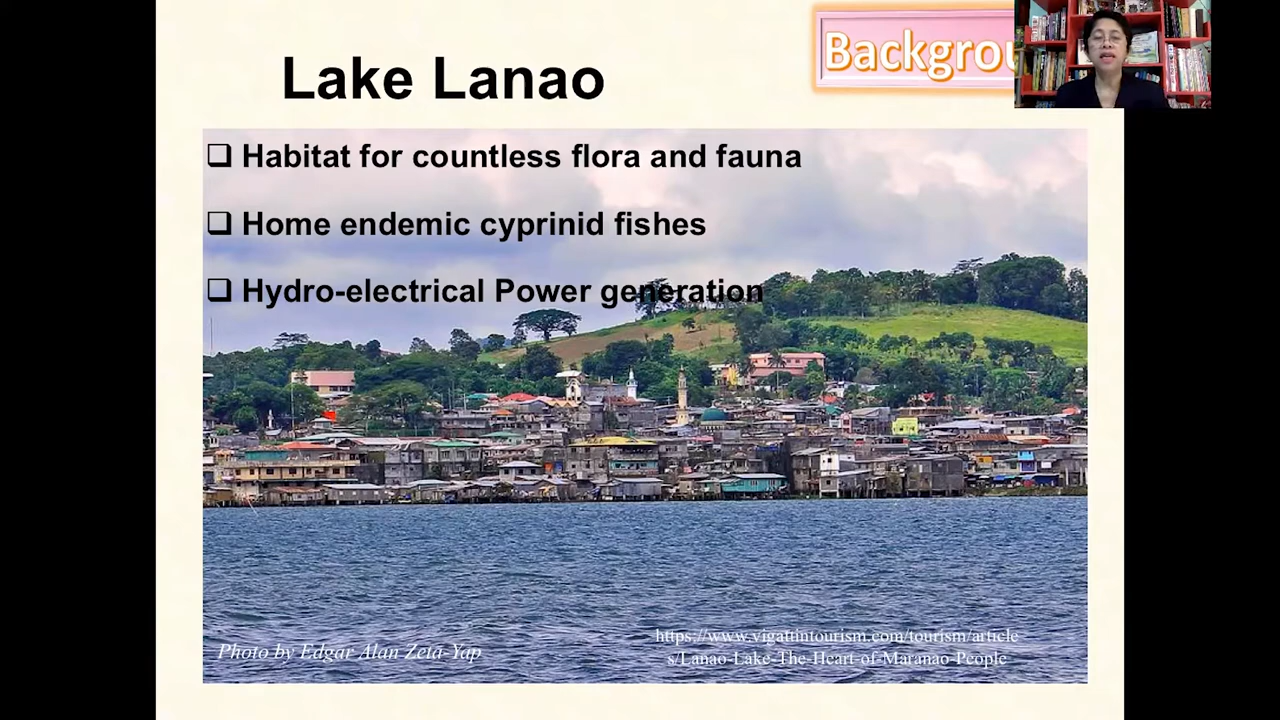 Backgrou
Lake Lanao
❑ Habitat for countless flora and fauna
❑ Home endemic cyprinid fishes
❑ Hydro-electrical Power generation
Photo by Edgar Alan Zeta-Yap
https://www.vigattintourism.com/tourism/article
s/Lanao-Lake-The-Heart-of-Maranao-People